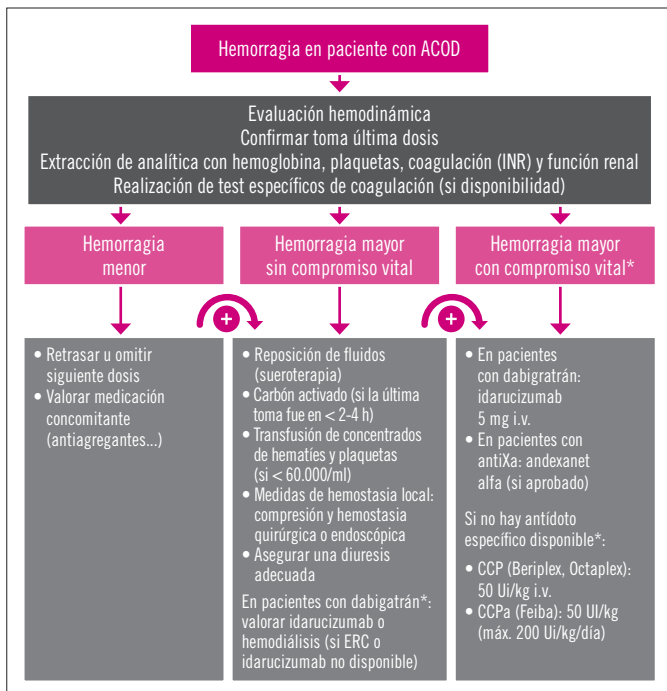 Hemorragia en paciente con ACOD
Evaluación hemodinámica
Confirmar toma última dosis
Extracción de analítica con hemoglobina, plaquetas, coagulación (INR) y función renal
Realización de test específicos de coagulación (si disponibilidad)
Hemorragia
menor
Hemorragia mayor
sin compromiso vital
Hemorragia mayor
con compromiso vital*
+
+
• Retrasar u omitir
siguiente dosis
• Valorar medicación
concomitante
(antiagregantes...)
• Reposición de fluidos
(sueroterapia)
• Carbón activado (si la última
toma fue en < 2-4 h)
• Transfusión de concentrados
de hematíes y plaquetas
(si < 60.000/ml)
• Medidas de hemostasia local:
compresión y hemostasia
quirúrgica o endoscópica
• Asegurar una diuresis
adecuada
En pacientes con dabigatrán*:
valorar idarucizumab o
hemodiálisis (si ERC o
idarucizumab no disponible)
• En pacientes
con dabigratrán:
idarucizumab
5 mg i.v.
• En pacientes con
antiXa: andexanet
alfa (si aprobado)
Si no hay antídoto
específico disponible*:
• CCP (Beriplex, Octaplex):
50 Ui/kg i.v.
• CCPa (Feiba): 50 UI/kg
(máx. 200 Ui/kg/día)